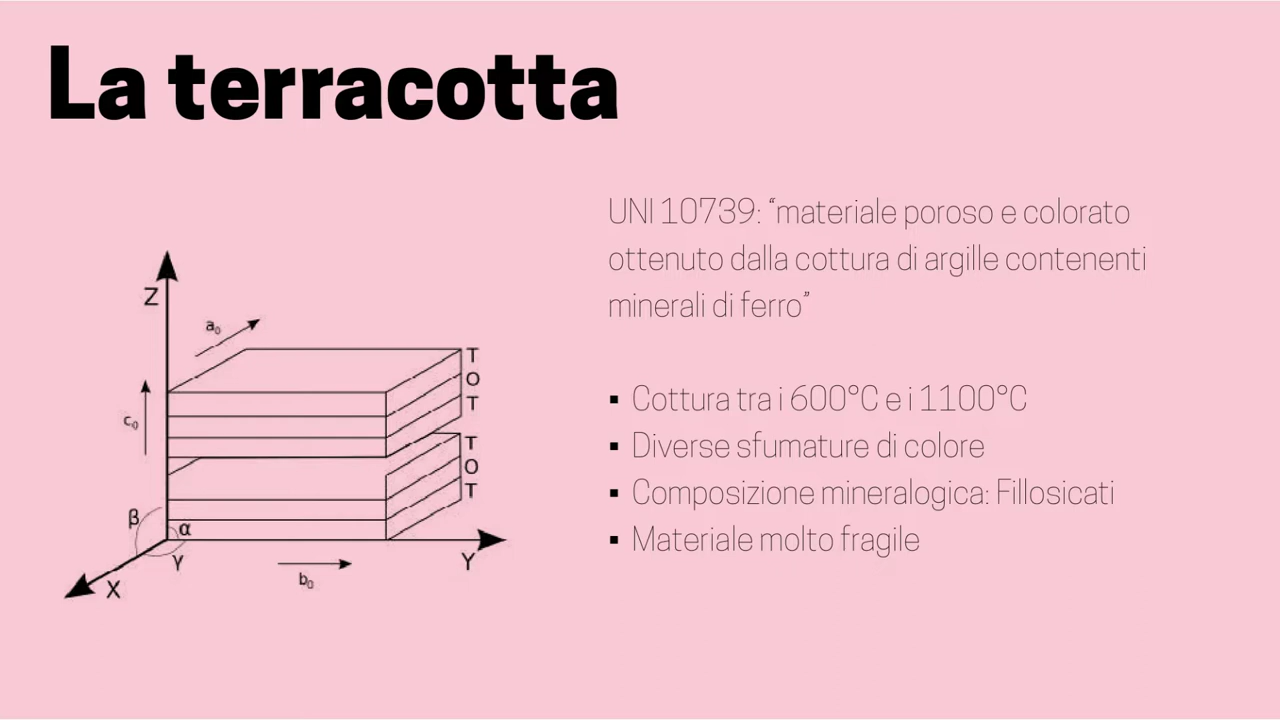 La terracotta
UNI 10739: “materiale poroso e colorato
ottenuto dalla cottura di argille contenenti
minerali di ferro”
▪ Cottura tra i 600°C e i 1100°C
▪ Diverse sfumature di colore
▪ Composizione mineralogica: Fillosicati
▪ Materiale molto fragile
Z
a₀
T
O
T
c₀
T
O
T
β
α
γ
X
b₀
Y